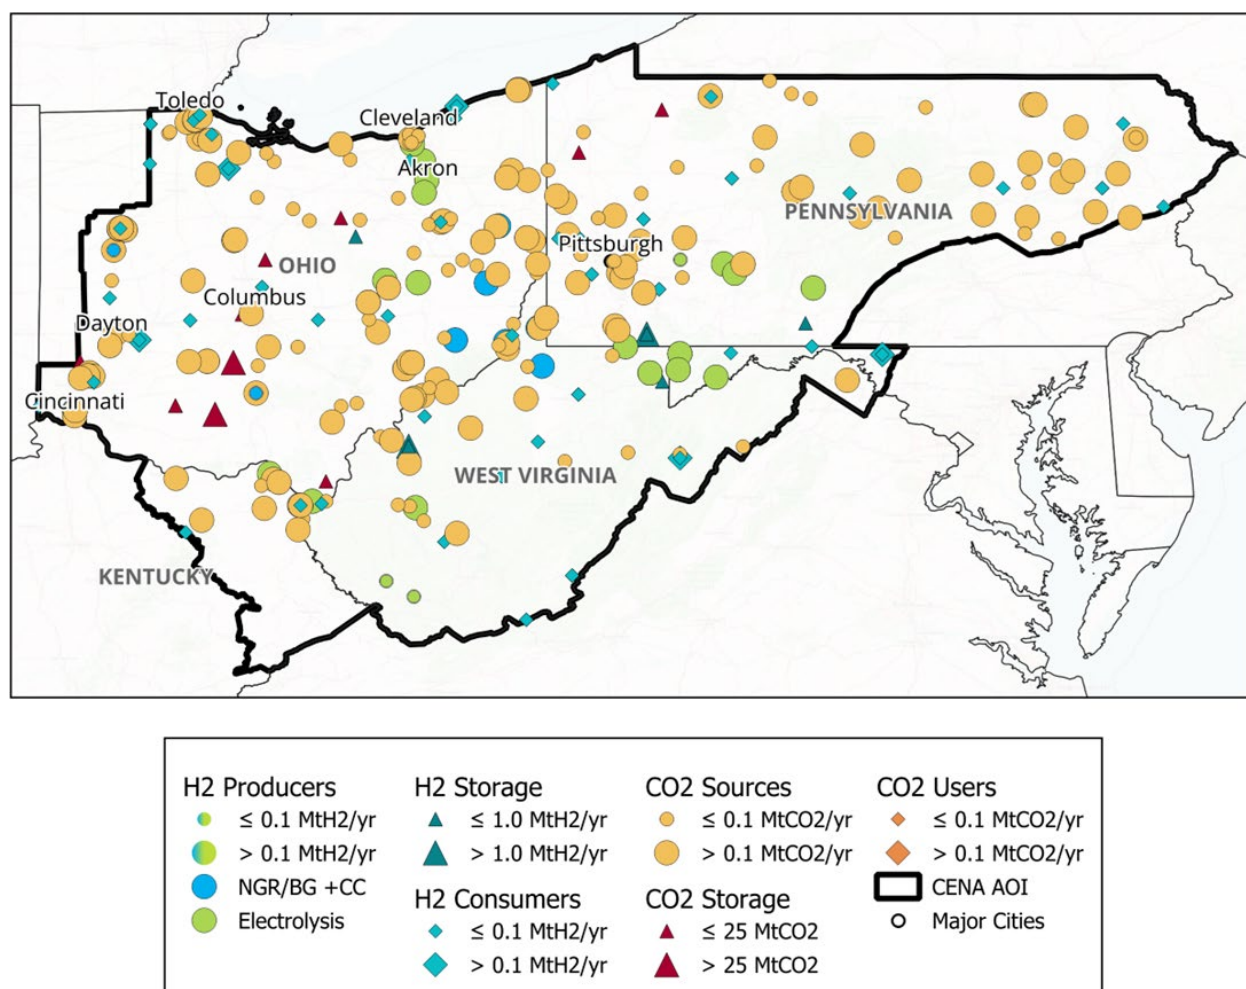 Toledo
Cleveland
Akron
PENNSYLVANIA
Pittsburgh
OHIO
Columbus
Dayton
Cincinnati
WEST VIRGINIA
KENTUCKY
H2 Producers
≤ 0.1 MtH2/yr
> 0.1 MtH2/yr
NGR/BG +CC
Electrolysis
H2 Storage
≤ 1.0 MtH2/yr
> 1.0 MtH2/yr
H2 Consumers
≤ 0.1 MtH2/yr
> 0.1 MtH2/yr
CO2 Sources
≤ 0.1 MtCO2/yr
> 0.1 MtCO2/yr
CO2 Storage
≤ 25 MtCO2
> 25 MtCO2
CO2 Users
≤ 0.1 MtCO2/yr
> 0.1 MtCO2/yr
CENA AOI
Major Cities